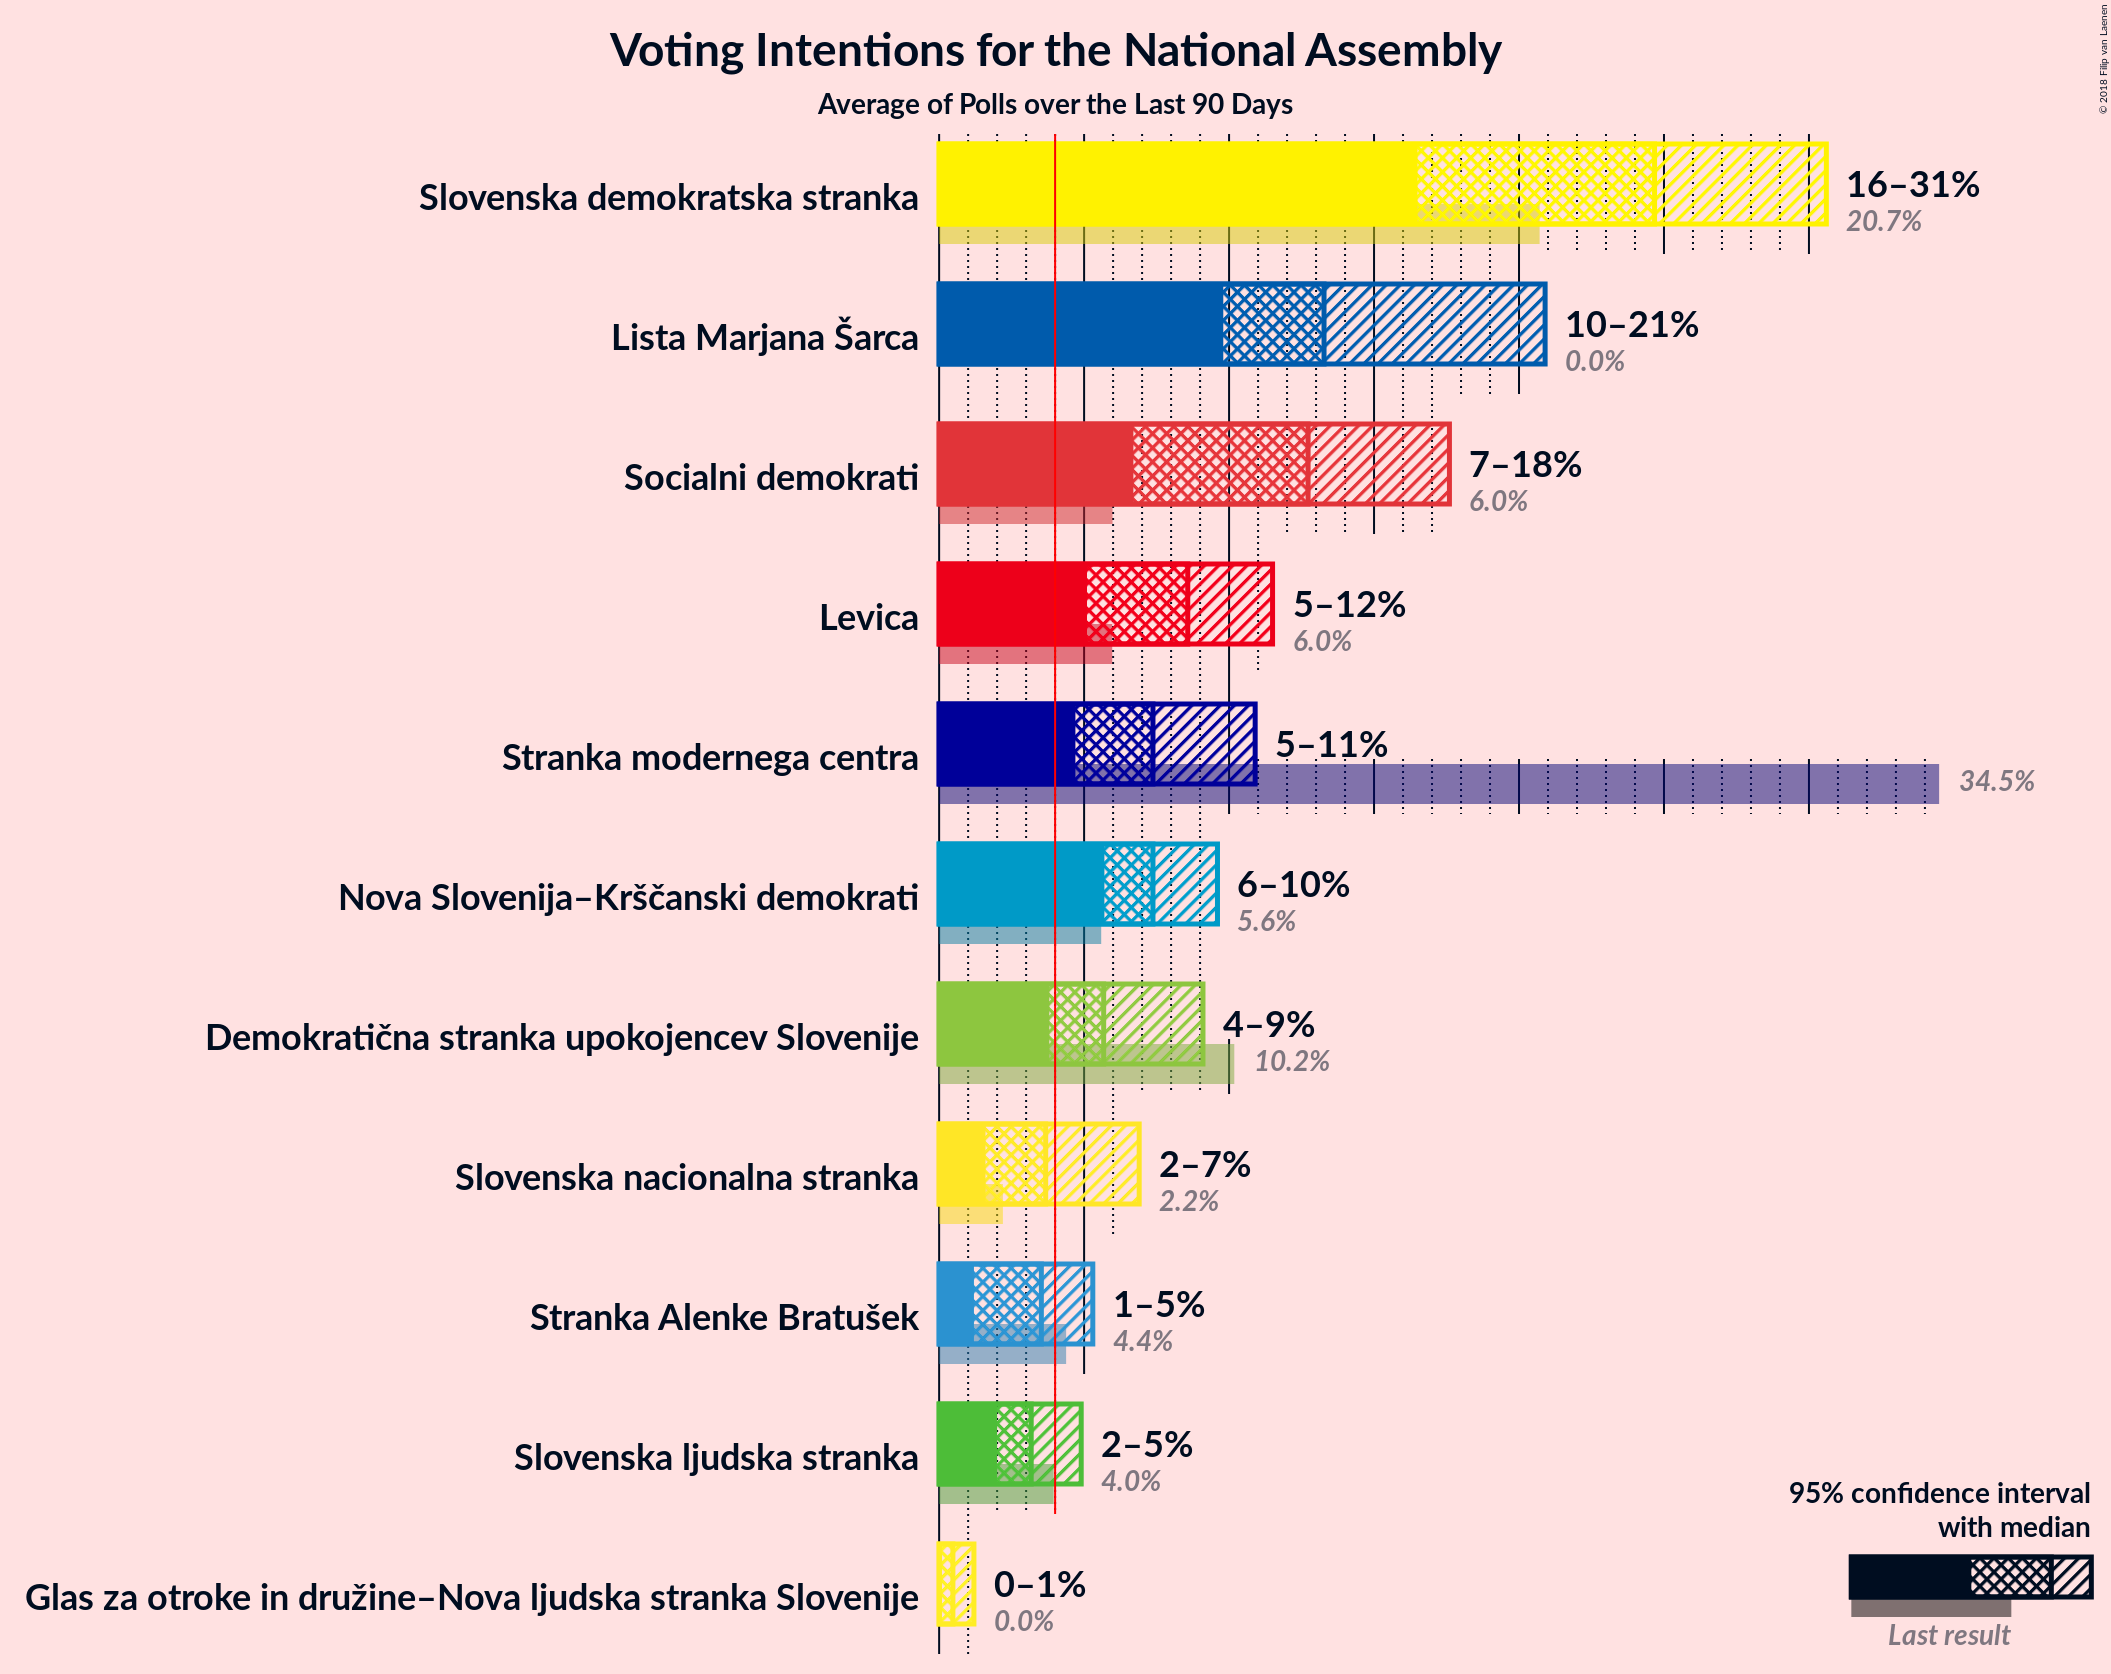 Voting Intentions for the National Assembly
Average of Polls over the Last 90 Days
© 2018 Filip van Laenen
Slovenska demokratska stranka
16–31%
20.7%
Lista Marjana Šarca
10–21%
0.0%
Socialni demokrati
7–18%
6.0%
Levica
5–12%
6.0%
Stranka modernega centra
5–11%
34.5%
Nova Slovenija–Krščanski demokrati
6–10%
5.6%
Demokratična stranka upokojencev Slovenije
4–9%
10.2%
Slovenska nacionalna stranka
2–7%
2.2%
Stranka Alenke Bratušek
1–5%
4.4%
Slovenska ljudska stranka
2–5%
4.0%
Glas za otroke in družine–Nova ljudska stranka Slovenije
0–1%
0.0%
95% confidence interval
with median
Last result